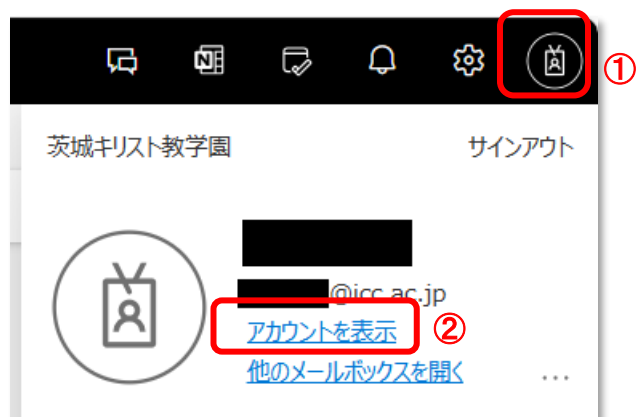 ①
茨城キリスト教学園 サインアウト
@icc.ac.jp
アカウントを表示 ②
他のメールボックスを開く ...